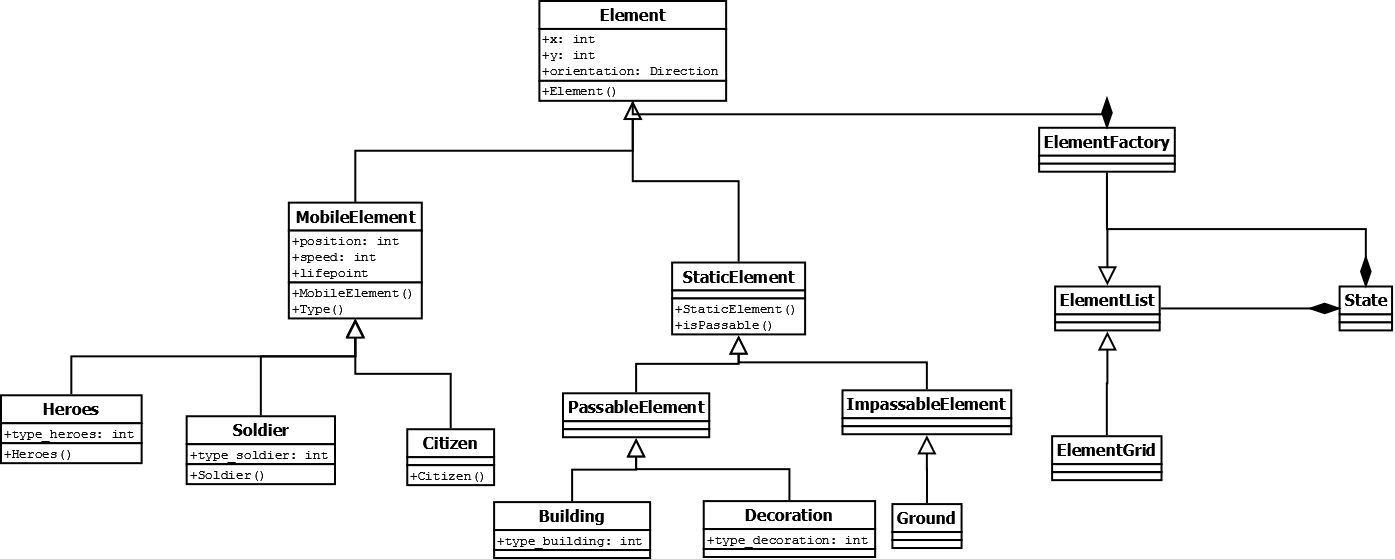 Element
+x: int
+y: int
+orientation: Direction
+Element()
ElementFactory
MobileElement
+position: int
+speed: int
+lifepoint
+MobileElement()
+Type()
StaticElement
+StaticElement()
+isPassable()
ElementList
State
Heroes
+type_heroes: int
+Heroes()
Soldier
+type_soldier: int
+Soldier()
Citizen
+Citizen()
PassableElement
ImpassableElement
ElementGrid
Building
+type_building: int
Decoration
+type_decoration: int
Ground